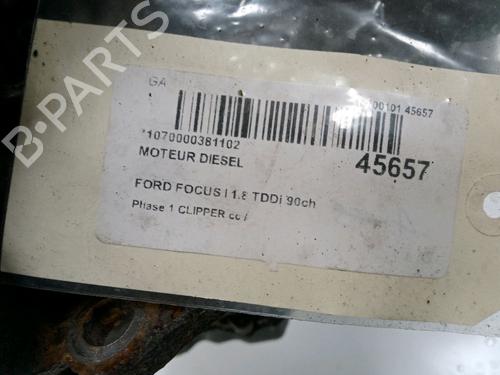 GA
00101 45657
*1070000381102
MOTEUR DIESEL
45657
FORD FOCUS I 1.8 TDDi 90ch
Phase 1 CLIPPER
B-PARTS